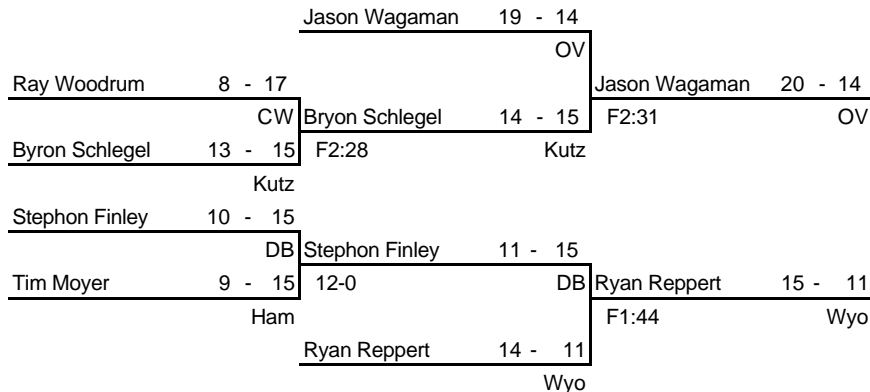 Jason Wagaman 19 - 14
OV
Ray Woodrum 8 - 17 Jason Wagaman 20 - 14
CW Bryon Schlegel 14 - 15 F2:31 OV
Byron Schlegel 13 - 15 F2:28 Kutz
Kutz
Stephon Finley 10 - 15
DB Stephon Finley 11 - 15
Tim Moyer 9 - 15 12-0 DB Ryan Reppert 15 - 11
Ham F1:44 Wyo
Ryan Reppert 14 - 11
Wyo